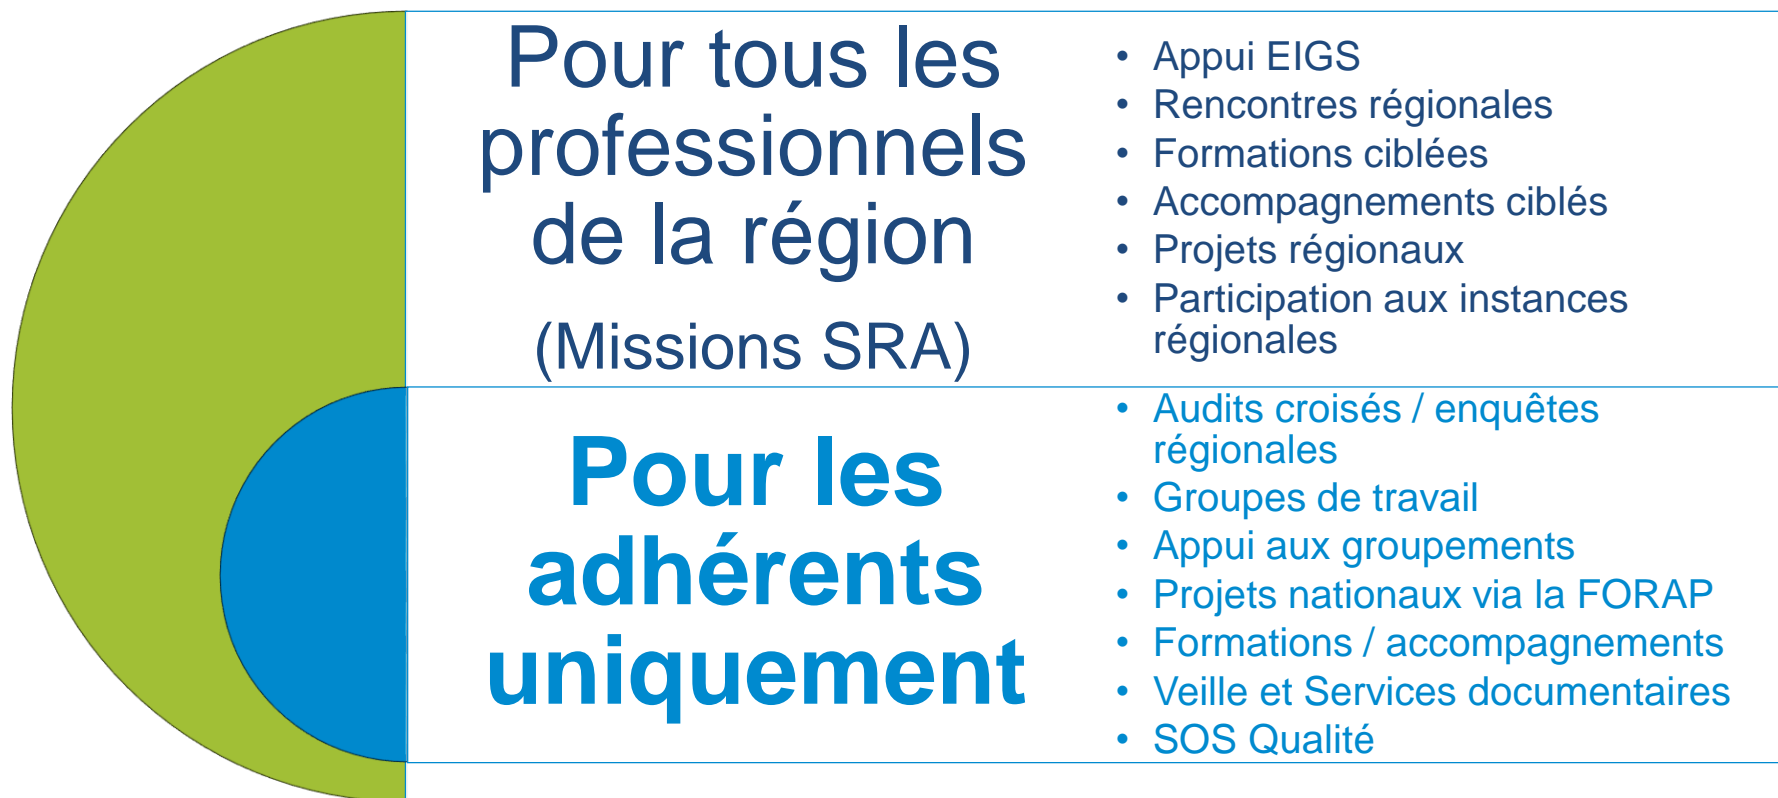 Pour tous les
professionnels
de la région
(Missions SRA)
• Appui EIGS
• Rencontres régionales
• Formations ciblées
• Accompagnements ciblés
• Projets régionaux
• Participation aux instances
régionales
Pour les
adhérents
uniquement
• Audits croisés / enquêtes
régionales
• Groupes de travail
• Appui aux groupements
• Projets nationaux via la FORAP
• Formations / accompagnements
• Veille et Services documentaires
• SOS Qualité